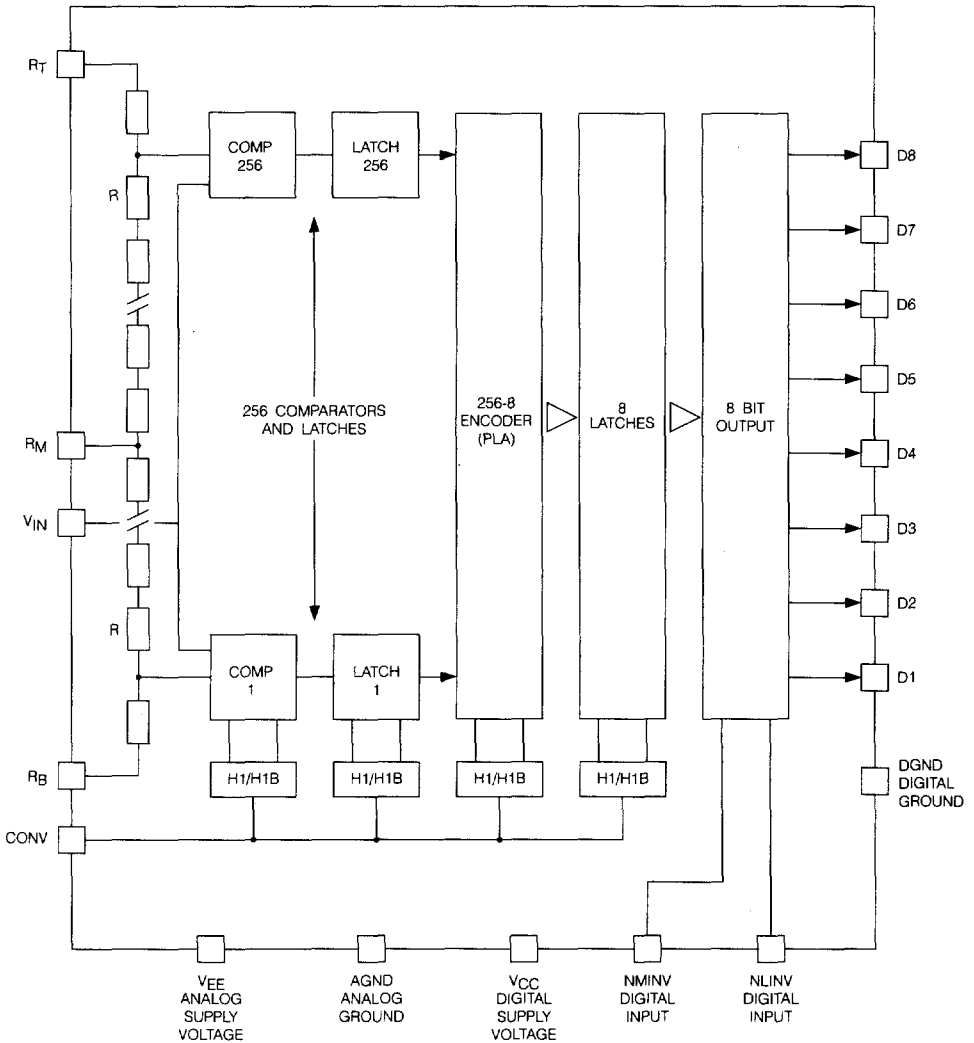 RT
COMP
256
LATCH
256
D8
R
D7
D6
D5
256 COMPARATORS
AND LATCHES
256-8
ENCODER
(PLA)
8
LATCHES
8 BIT
OUTPUT
RM
D4
VIN
D3
D2
R
COMP
1
LATCH
1
D1
RB
H1/H1B
H1/H1B
H1/H1B
H1/H1B
DGND
DIGITAL
GROUND
CONV
VEE
ANALOG
SUPPLY
VOLTAGE
AGND
ANALOG
GROUND
VCC
DIGITAL
SUPPLY
VOLTAGE
NMINV
DIGITAL
INPUT
NLINV
DIGITAL
INPUT